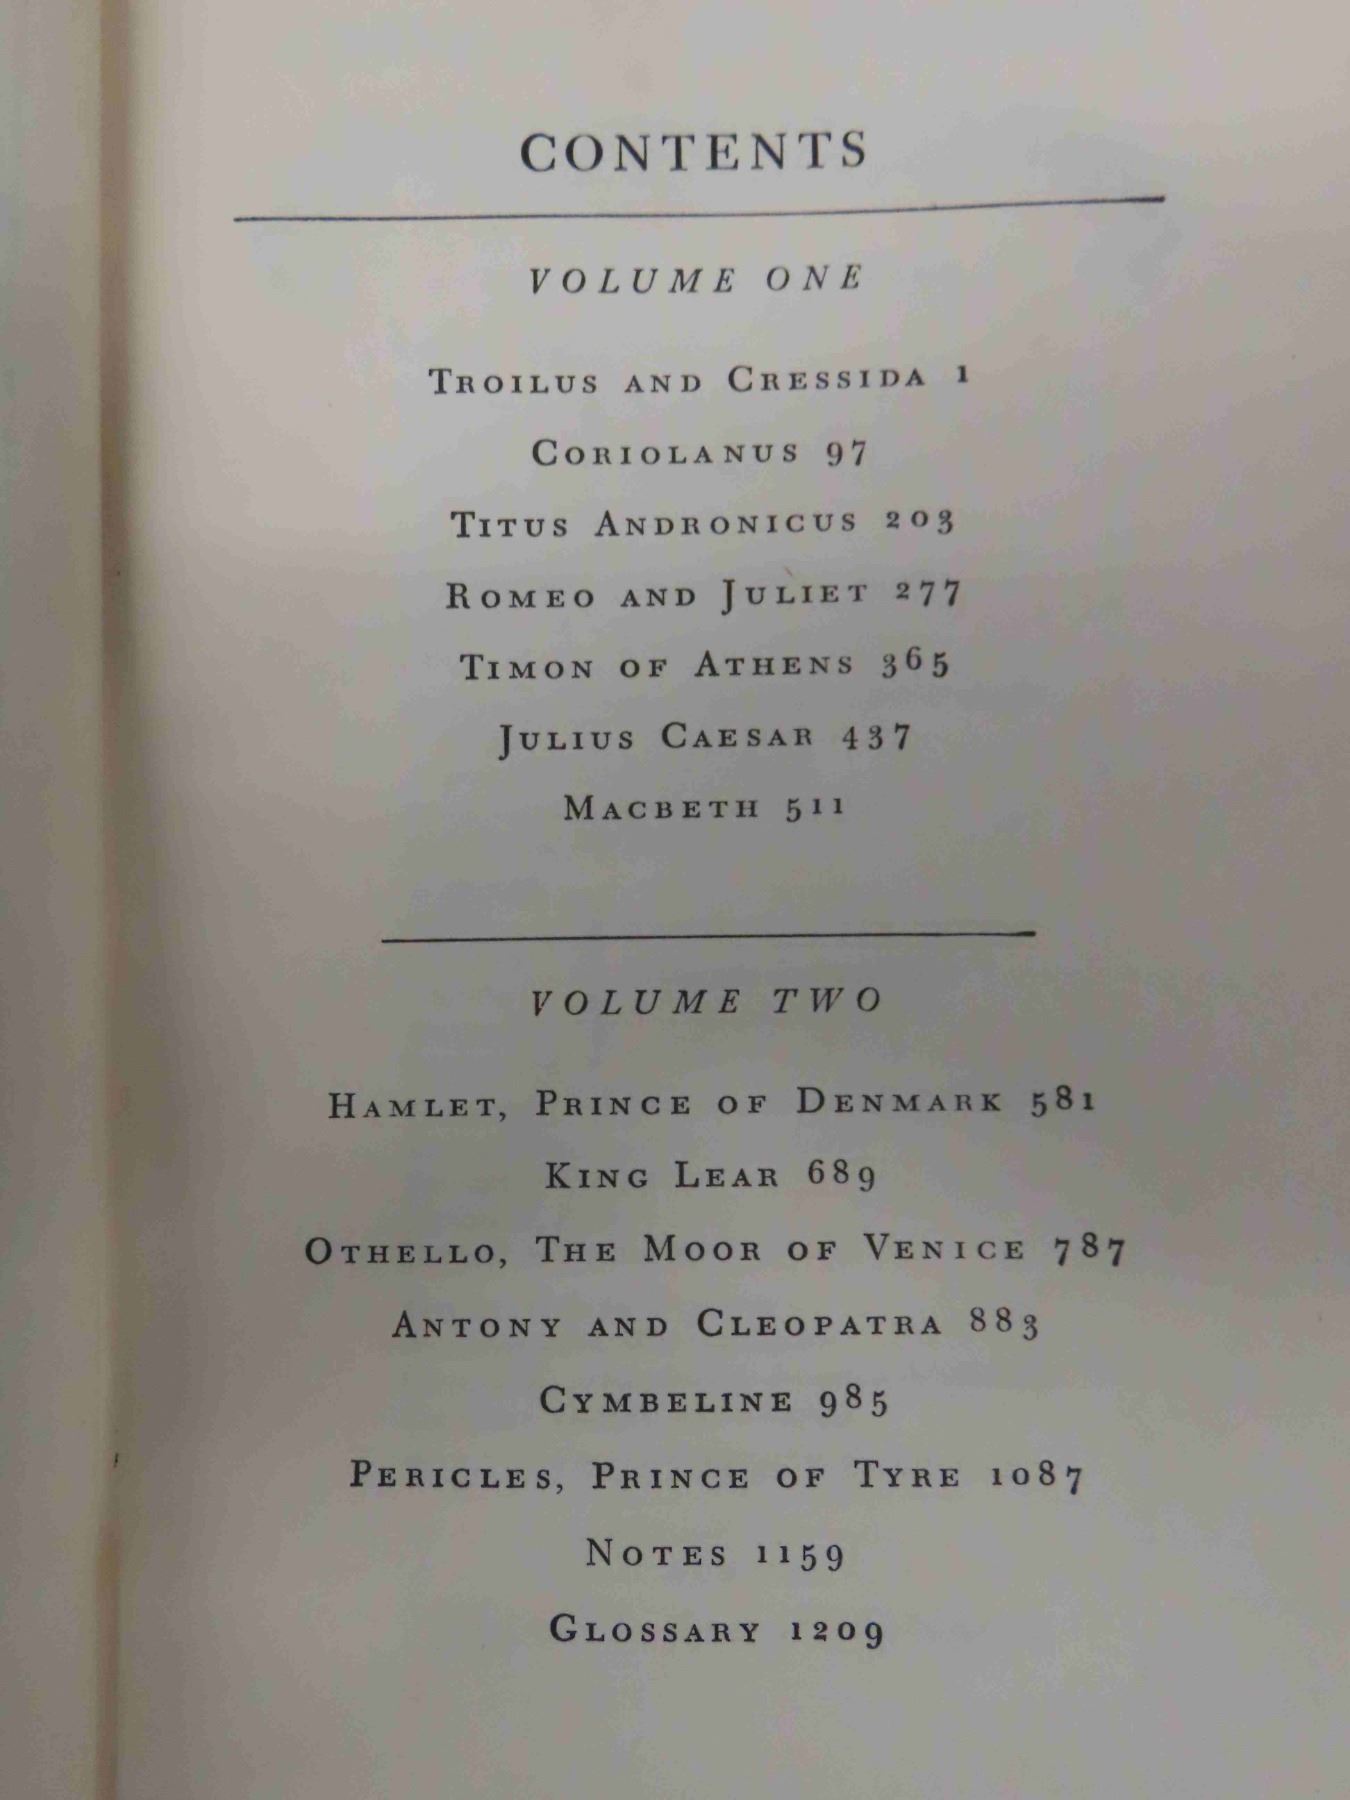 CONTENTS
VOLUME ONE
TROILUS AND CRESSIDA 1
CORIOLANUS 97
TITUS ANDRONICUS 203
ROMEO AND JULIET 277
TIMON OF ATHENS 365
JULIUS CAESAR 437
MACBETH 511
VOLUME TWO
HAMLET, PRINCE OF DENMARK 581
KING LEAR 689
OTHELLO, THE MOOR OF VENICE 787
ANTONY AND CLEOPATRA 883
CYMBELINE 985
PERICLES, PRINCE OF TYRE 1087
NOTES 1159
GLOSSARY 1209